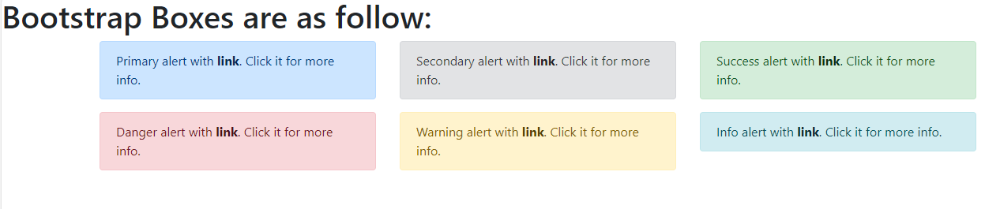 Bootstrap Boxes are as follow:
Primary alert with link. Click it for more
info.
Secondary alert with link. Click it for more
info.
Success alert with link. Click it for more
info.
Danger alert with link. Click it for more
info.
Warning alert with link. Click it for more
info.
Info alert with link. Click it for more info.